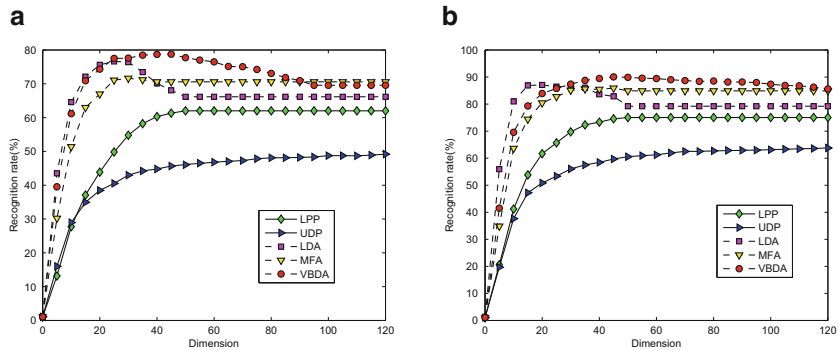 a
80
70
60
50
40
30
20
10
0
Recognition rate(%)
0 20 40 60 80 100 120
Dimension
LPP
UDP
LDA
MFA
VBDA
b
100
90
80
70
60
50
40
30
20
10
0
Recognition rate(%)
0 20 40 60 80 100 120
Dimension
LPP
UDP
LDA
MFA
VBDA